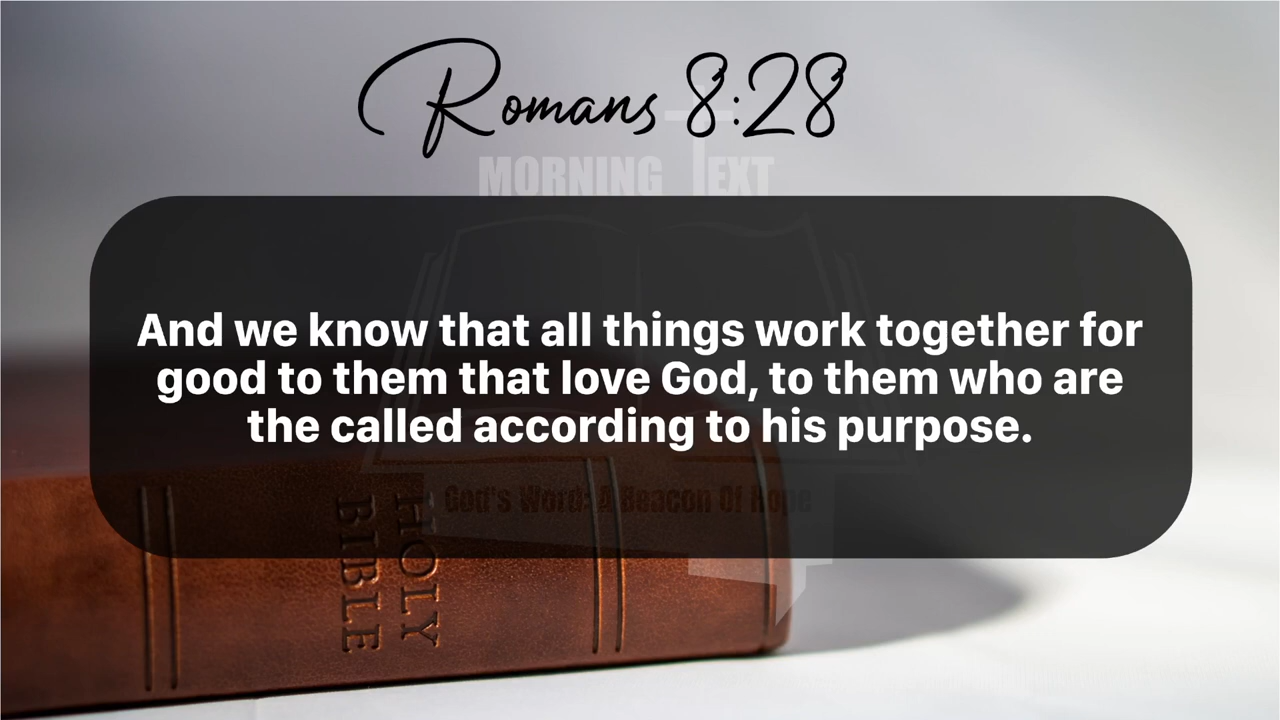 Romans 8:28
MORNING TEXT
And we know that all things work together for
good to them that love God, to them who are
the called according to his purpose.
God's Word: A Beacon Of Hope
HOLY
BIBLE